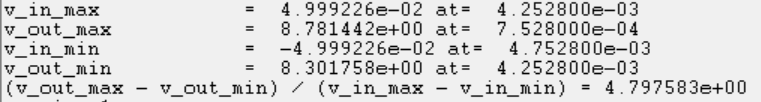 v_in_max = 4.999226e-02 at= 4.252800e-03
v_out_max = 8.781442e+00 at= 7.528000e-04
v_in_min = -4.999226e-02 at= 4.752800e-03
v_out_min = 8.301758e+00 at= 4.252800e-03
(v_out_max - v_out_min) / (v_in_max - v_in_min) = 4.797583e+00